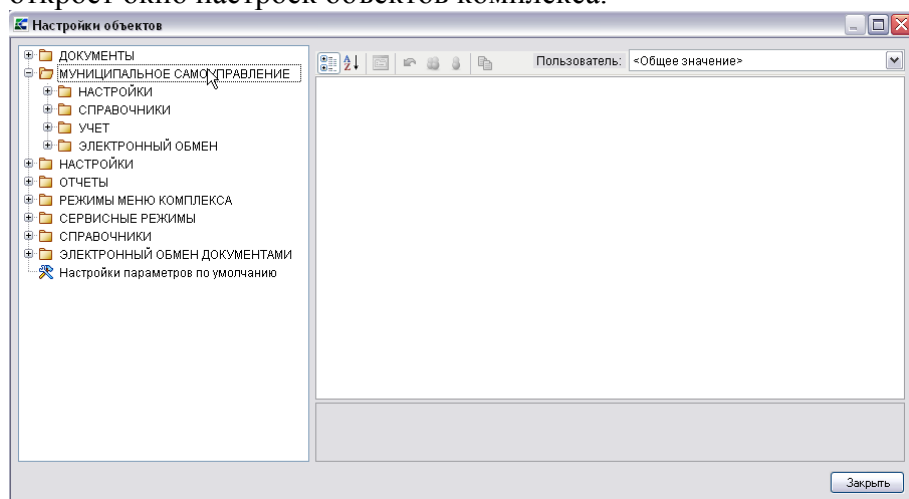 откроет окно настроек объектов комплекса.
Настройки объектов
ДОКУМЕНТЫ
МУНИЦИПАЛЬНОЕ САМОУПРАВЛЕНИЕ
НАСТРОЙКИ
СПРАВОЧНИКИ
УЧЕТ
ЭЛЕКТРОННЫЙ ОБМЕН
НАСТРОЙКИ
ОТЧЕТЫ
РЕЖИМЫ МЕНЮ КОМПЛЕКСА
СЕРВИСНЫЕ РЕЖИМЫ
СПРАВОЧНИКИ
ЭЛЕКТРОННЫЙ ОБМЕН ДОКУМЕНТАМИ
Настройки параметров по умолчанию
Пользователь: <Общее значение>
Закрыть